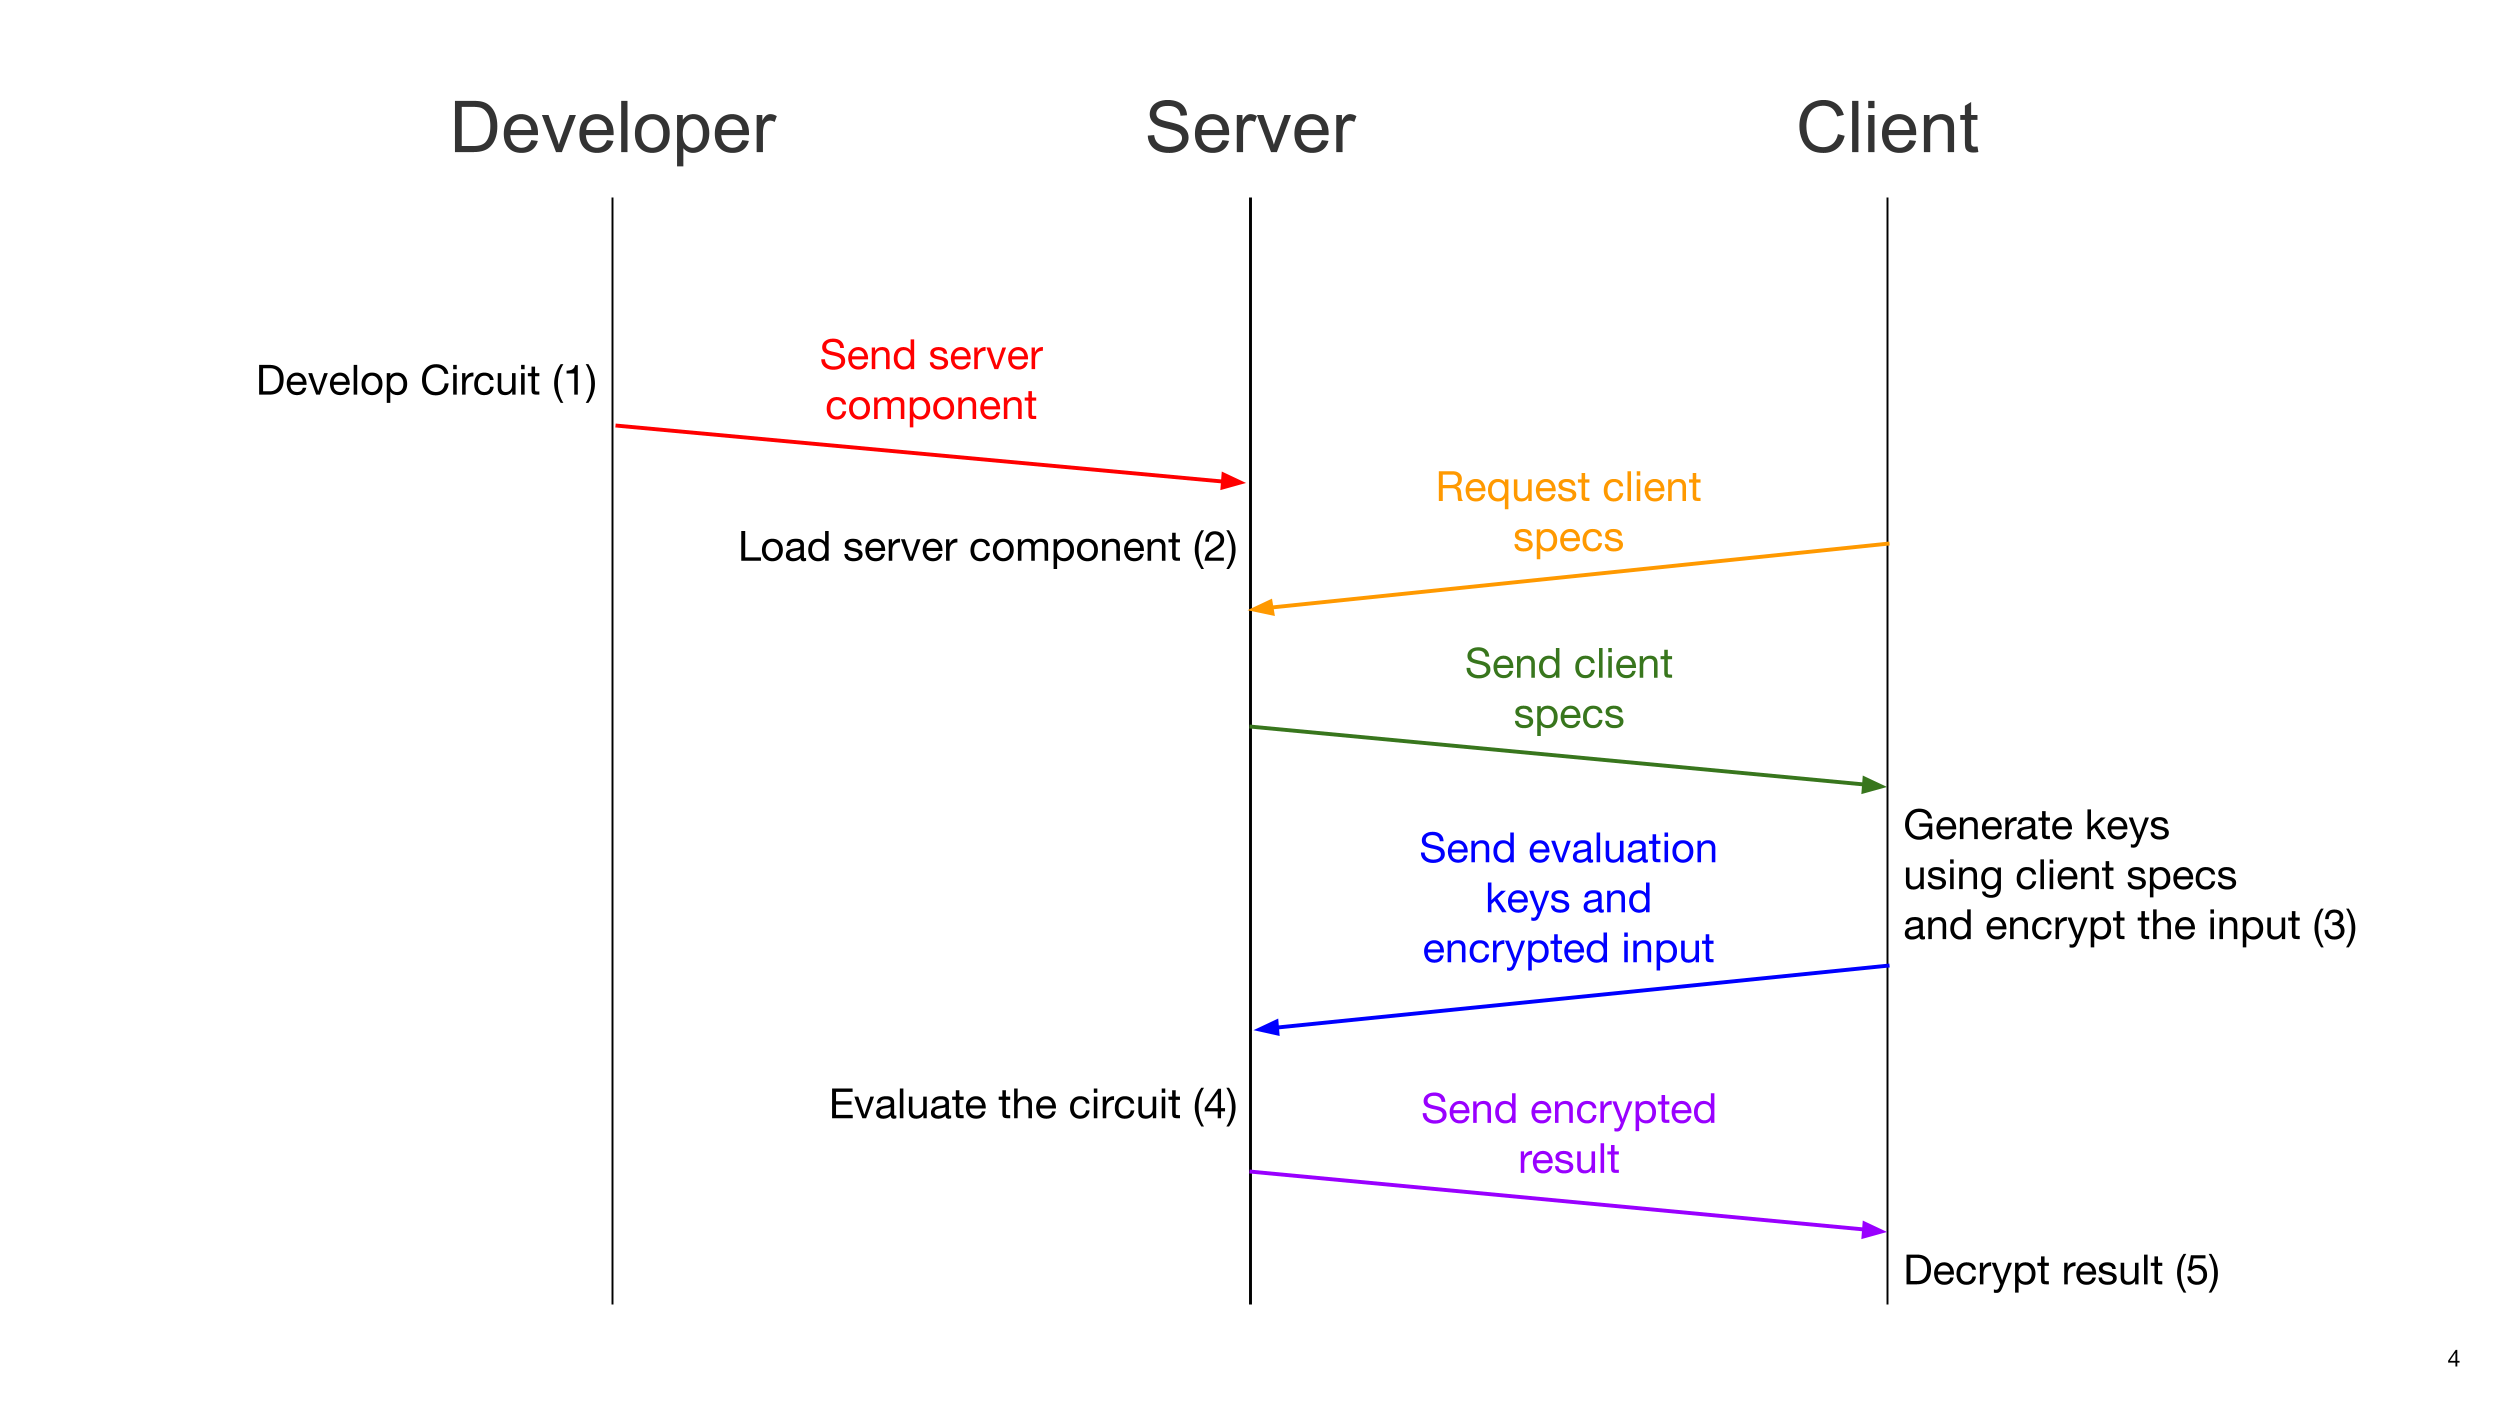 Developer
Server
Client
Develop Circuit (1)
Send server
component
Request client
specs
Load server component (2)
Send client
specs
Generate keys
using client specs
and encrypt the input (3)
Send evaluation
keys and
encrypted input
Evaluate the circuit (4)
Send encrypted
result
Decrypt result (5)
4